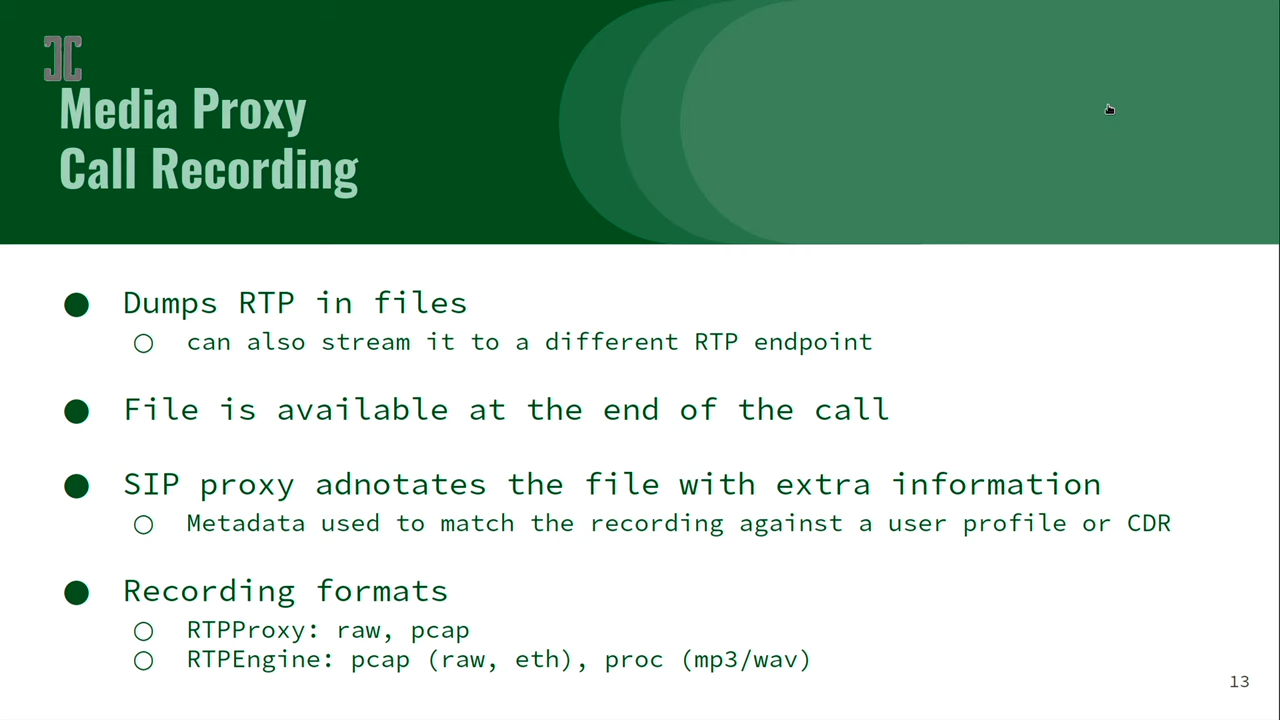 Media Proxy
Call Recording
● Dumps RTP in files
○ can also stream it to a different RTP endpoint
● File is available at the end of the call
● SIP proxy adnotates the file with extra information
○ Metadata used to match the recording against a user profile or CDR
● Recording formats
○ RTPProxy: raw, pcap
○ RTPEngine: pcap (raw, eth), proc (mp3/wav)
13